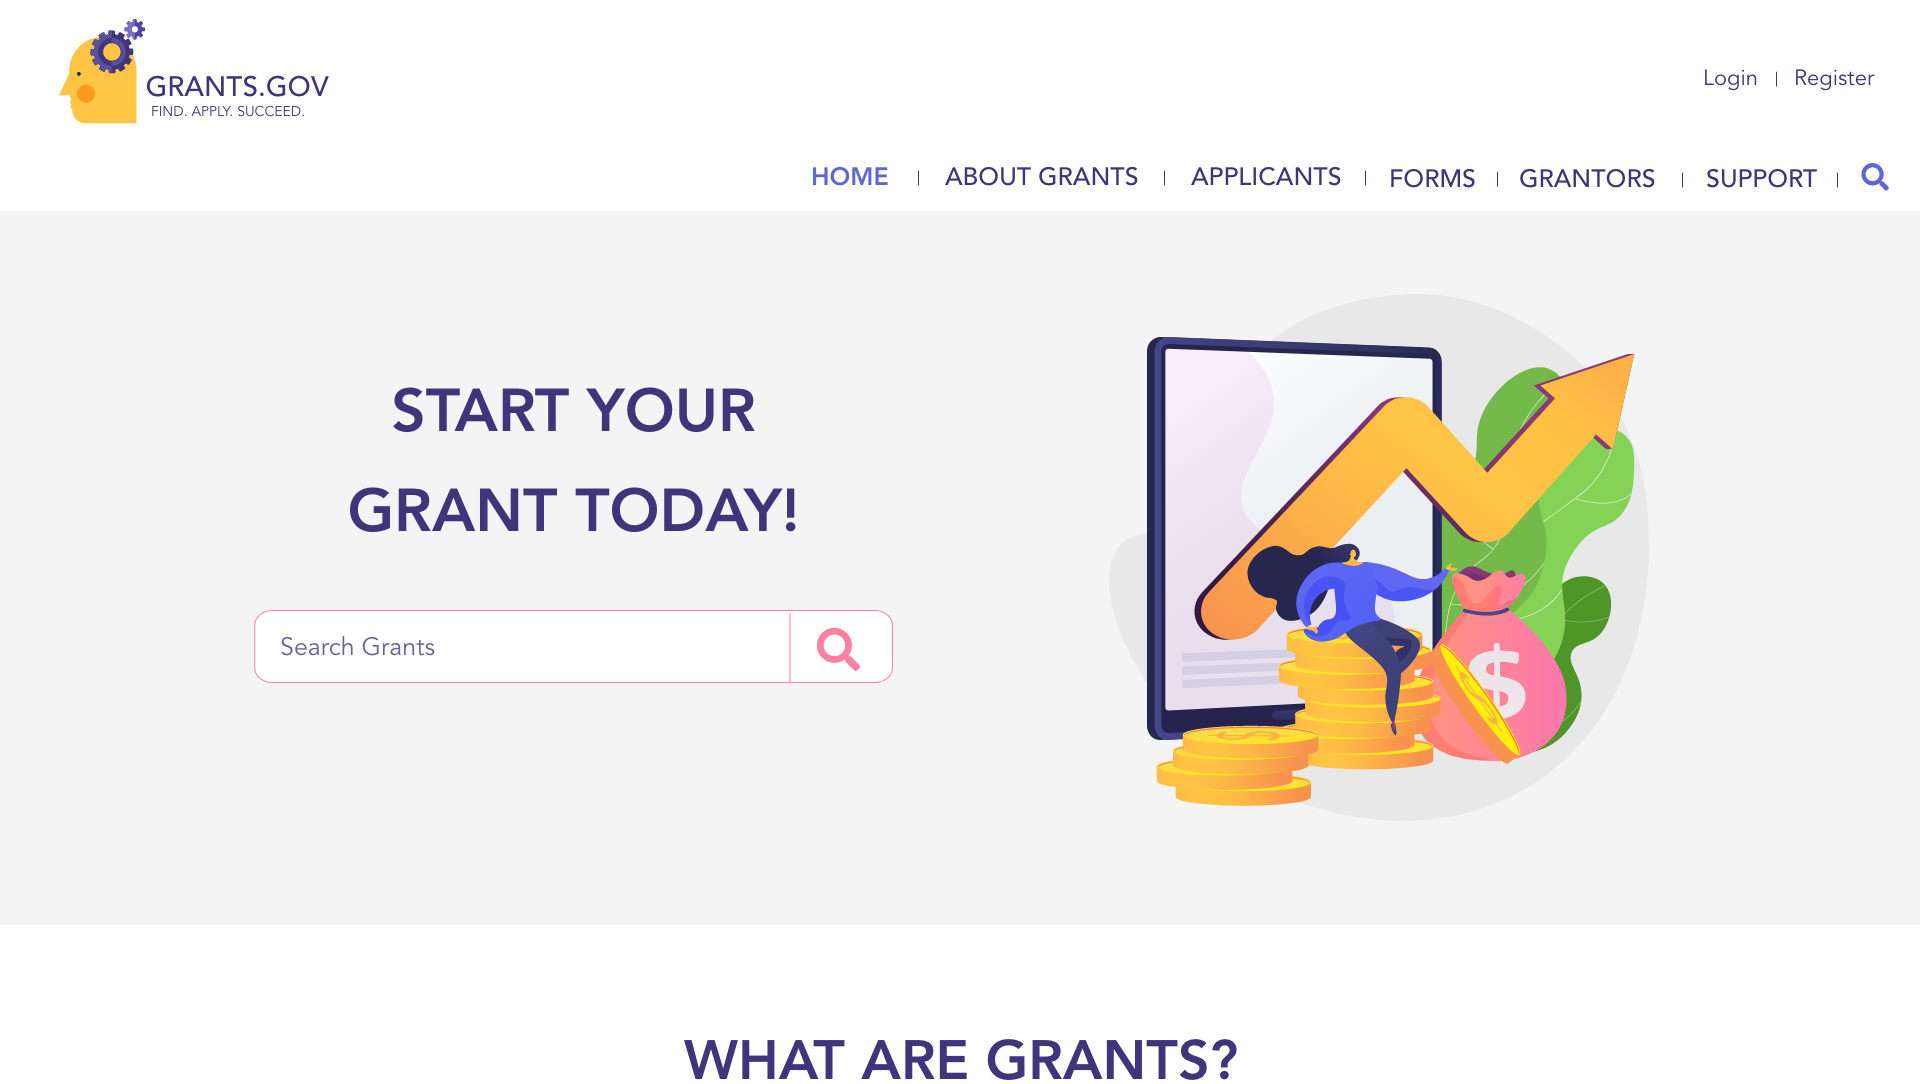 GRANTS.GOV
FIND. APPLY. SUCCEED.
Login | Register
HOME | ABOUT GRANTS | APPLICANTS | FORMS | GRANTORS | SUPPORT |
START YOUR
GRANT TODAY!
Search Grants
$
WHAT ARE GRANTS?